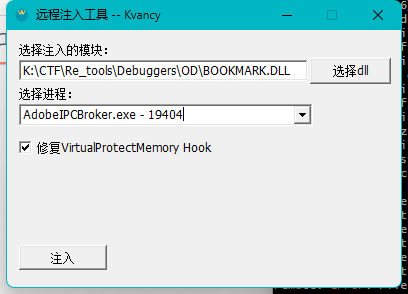 远程注入工具 -- Kvancy
选择注入的模块:
K:\CTF\Re_tools\Debuggers\OD\BOOKMARK.DLL
选择dll
选择进程:
AdobeIPCBroker.exe - 19404
修复VirtualProtectMemory Hook
注入